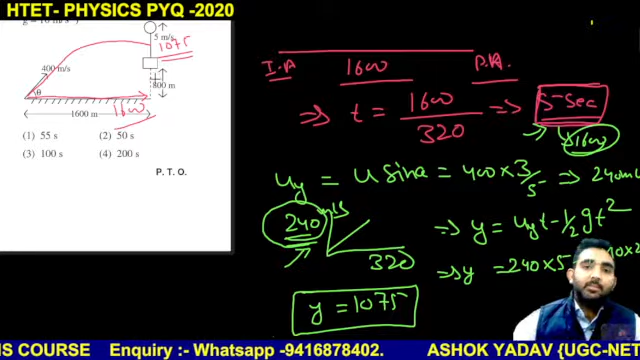 HTET- PHYSICS PYQ -2020
5 m/s
1075
400 m/s
θ
800 m
1600 m
1600
(1) 55 s (2) 50 s
(3) 100 s (4) 200 s
P. T. O.
I.P 1600
⇒ t = 1600/320 ⇒ 5-sec
1600
uy = u sina = 400 × 3/5 ⇒ 240
240 m/s
320
⇒ y = uyt - 1/2 gt²
⇒ y = 240 × 5
y = 1075
IS COURSE Enquiry :- Whatsapp -9416878402. ASHOK YADAV {UGC-NET